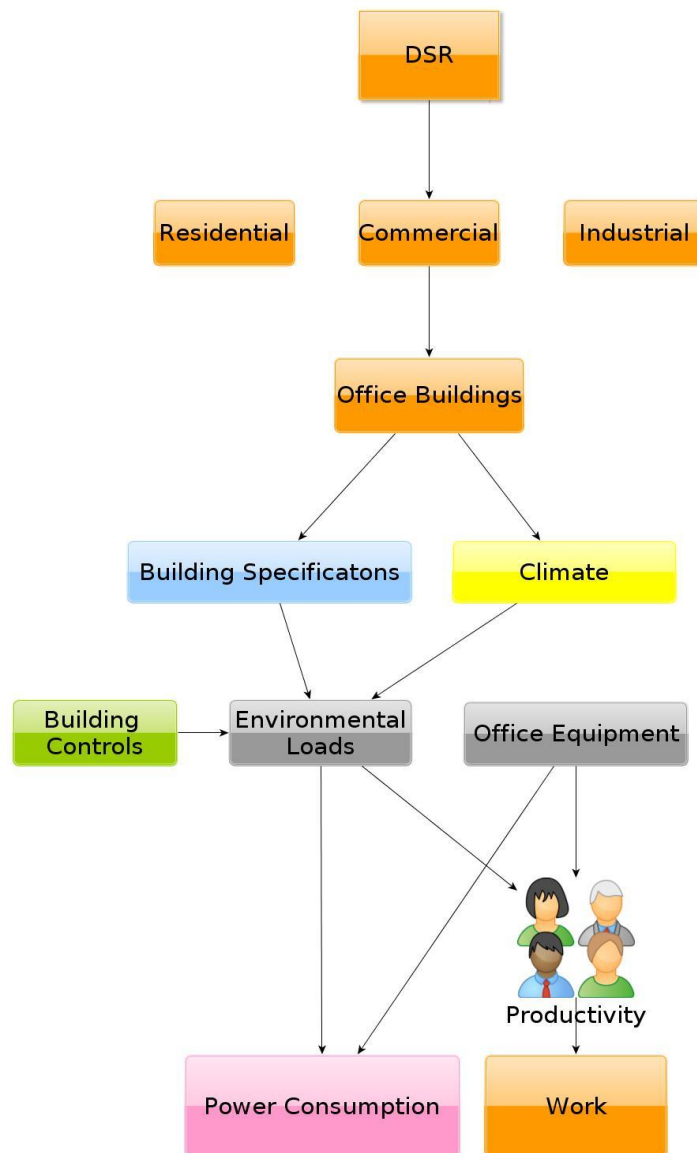 DSR
Residential
Commercial
Industrial
Office Buildings
Building Specificatons
Climate
Building
Controls
Environmental
Loads
Office Equipment
Productivity
Power Consumption
Work